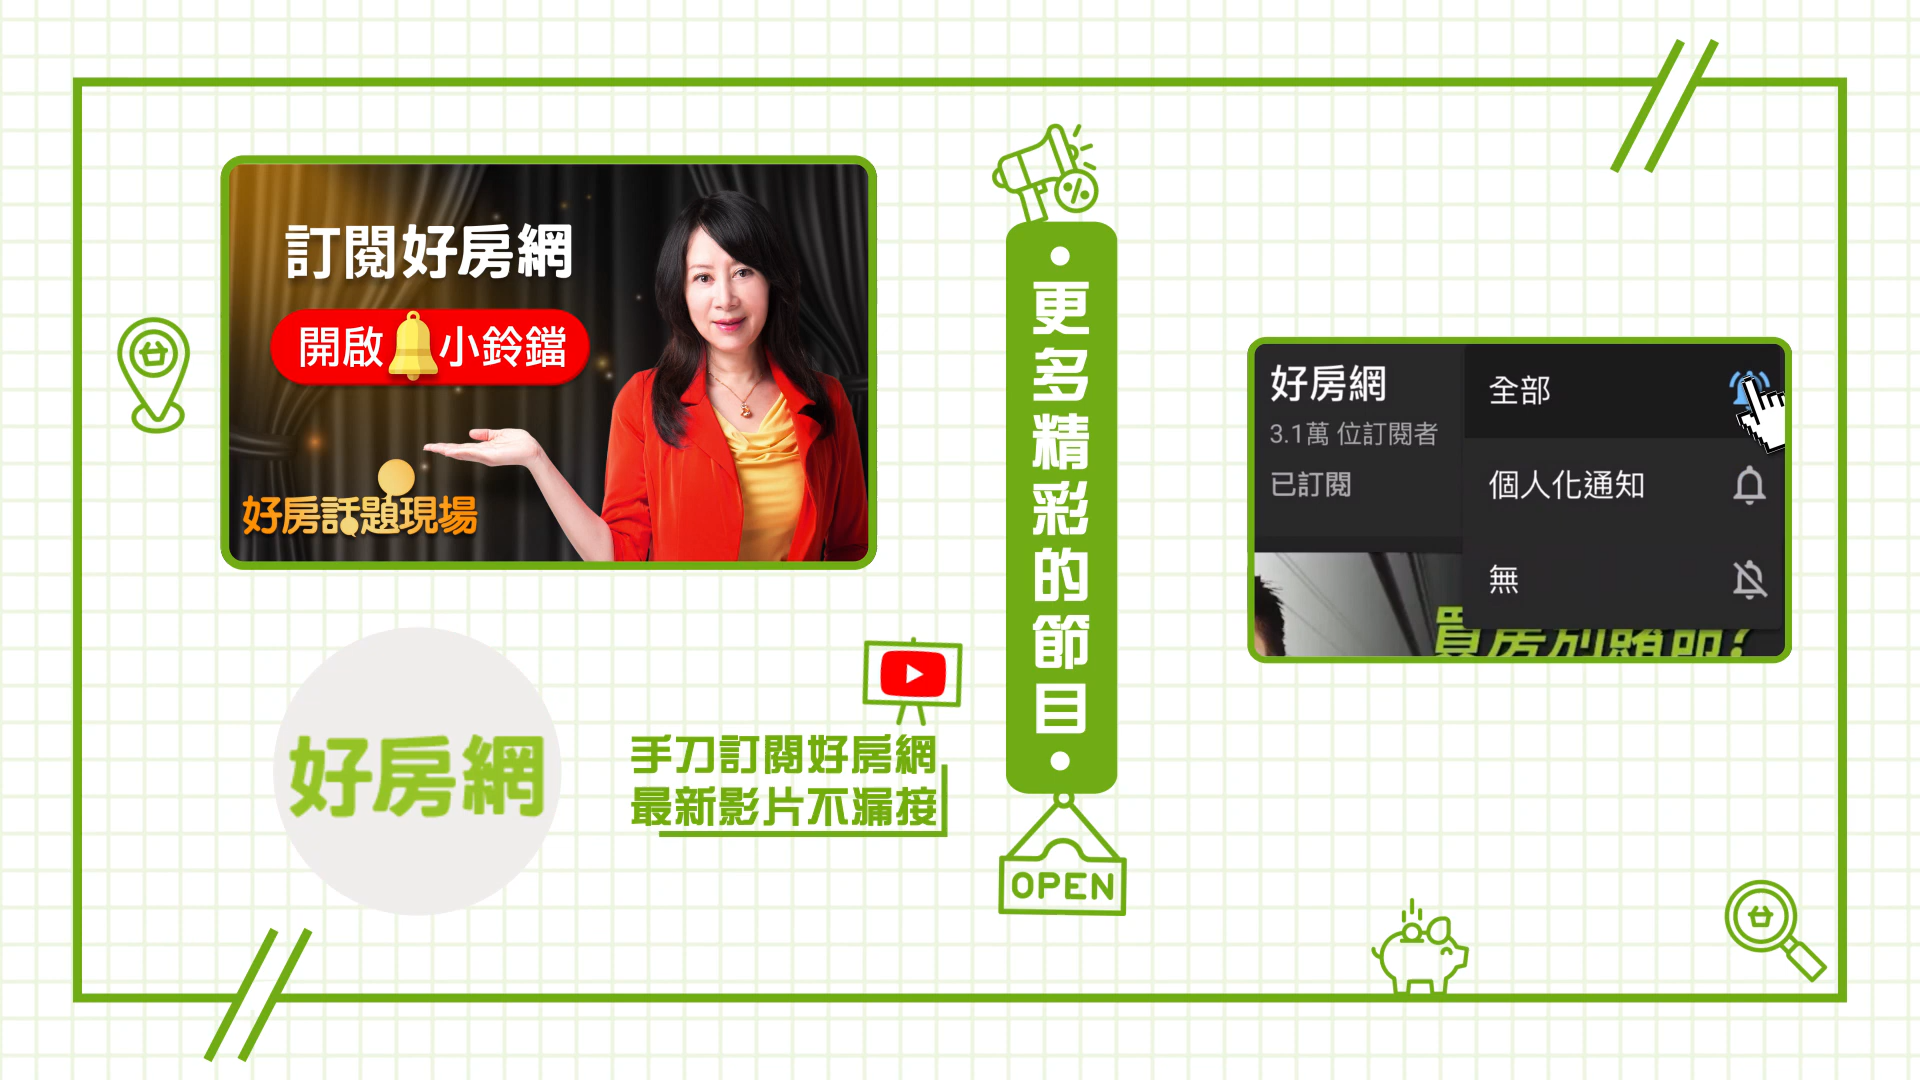 訂閱好房網
開啟小鈴鐺
好房話題現場
好房網
手刀訂閱好房網
最新影片不漏接
更多精彩的節目
OPEN
好房網
3.1萬 位訂閱者
已訂閱
全部
個人化通知
無